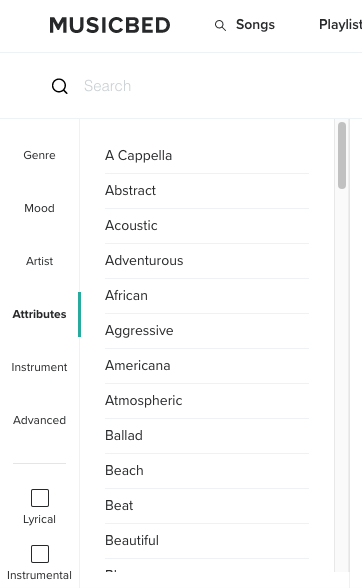 MUSICBED
Songs
Playlist
Search
Genre
Mood
Artist
Attributes
Instrument
Advanced
Lyrical
Instrumental
A Cappella
Abstract
Acoustic
Adventurous
African
Aggressive
Americana
Atmospheric
Ballad
Beach
Beat
Beautiful